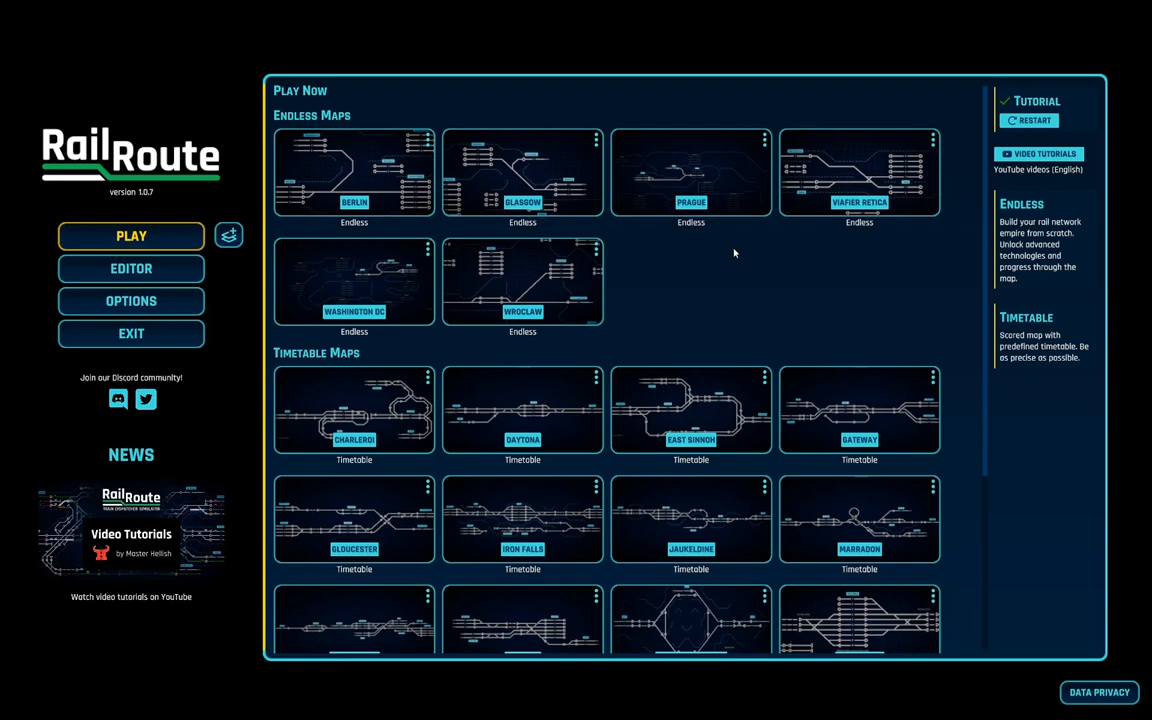 RailRoute
version 1.0.7
PLAY
EDITOR
OPTIONS
EXIT
Join our Discord community!
NEWS
RailRoute
TRAIN DISPATCHER SIMULATOR
Video Tutorials
by Master Hellish
Watch video tutorials on YouTube
PLAY NOW
ENDLESS MAPS
BERLIN
GLASGOW
PRAGUE
VIAFIER RETICA
Endless
Endless
Endless
Endless
WASHINGTON DC
WROCLAW
Endless
Endless
TIMETABLE MAPS
CHARLEROI
DAYTONA
EAST SINNOH
GATEWAY
Timetable
Timetable
Timetable
Timetable
GLOUCESTER
IRON FALLS
JAUKELDINE
MARRADON
Timetable
Timetable
Timetable
Timetable
TUTORIAL
RESTART
VIDEO TUTORIALS
YouTube videos (English)
ENDLESS
Build your rail network
empire from scratch.
Unlock advanced
technologies and
progress through the
map.
TIMETABLE
Scored map with
predefined timetable. Be
as precise as possible.
DATA PRIVACY